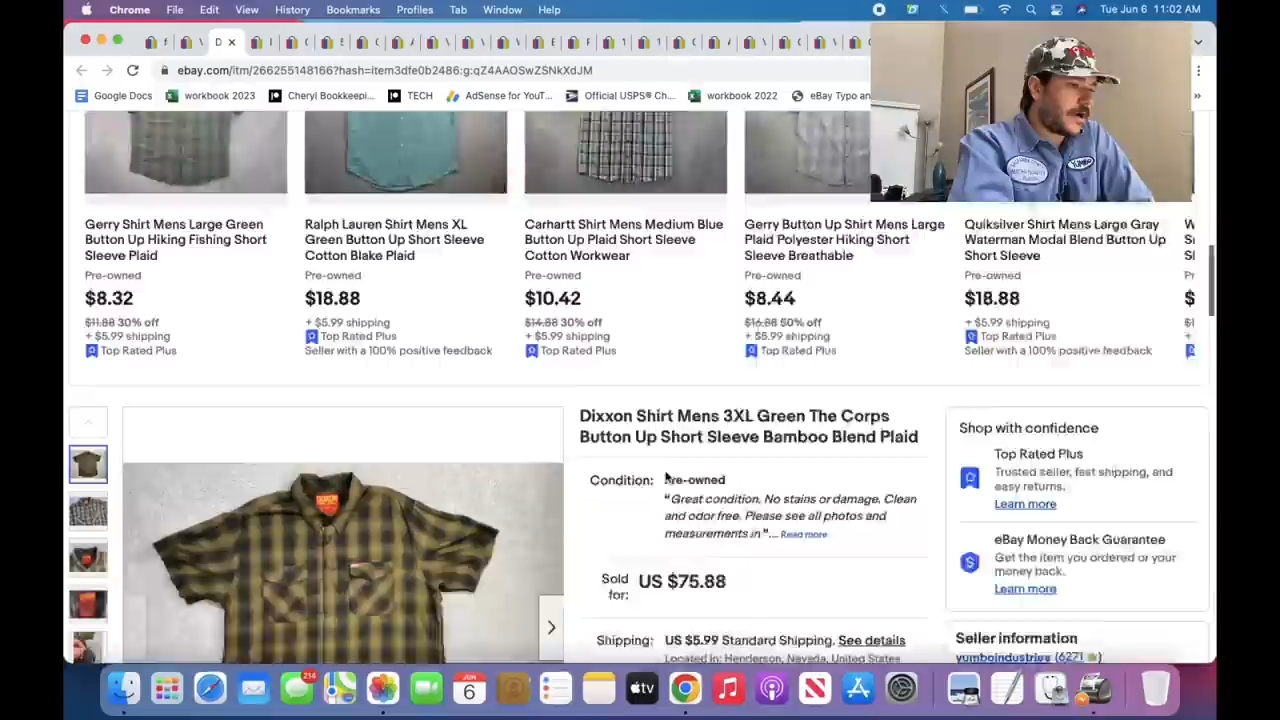 Chrome File Edit View History Bookmarks Profiles Tab Window Help Tue Jun 6 11:02 AM
ebay.com/itm/266255148166?hash=item3dfe0b2486:g:qZ4AAOSwZSNkXdJM
Google Docs workbook 2023 Cheryl Bookkeepi... TECH AdSense for YouT... Official USPS® Ch... workbook 2022 eBay Typo an
Gerry Shirt Mens Large Green
Button Up Hiking Fishing Short
Sleeve Plaid
Pre-owned
$8.32
$11.88 30% off
+ $5.99 shipping
Top Rated Plus
Ralph Lauren Shirt Mens XL
Green Button Up Short Sleeve
Cotton Blake Plaid
Pre-owned
$18.88
+ $5.99 shipping
Top Rated Plus
Seller with a 100% positive feedback
Carhartt Shirt Mens Medium Blue
Button Up Plaid Short Sleeve
Cotton Workwear
Pre-owned
$10.42
$14.88 30% off
+ $5.99 shipping
Top Rated Plus
Gerry Button Up Shirt Mens Large
Plaid Polyester Hiking Short
Sleeve Breathable
Pre-owned
$8.44
$16.88 50% off
+ $5.99 shipping
Top Rated Plus
Quiksilver Shirt Mens Large Gray
Waterman Modal Blend Button Up
Short Sleeve
Pre-owned
$18.88
+ $5.99 shipping
Top Rated Plus
Seller with a 100% positive feedback
Dixxon Shirt Mens 3XL Green The Corps
Button Up Short Sleeve Bamboo Blend Plaid
Condition: Pre-owned
"Great condition. No stains or damage. Clean
and odor free. Please see all photos and
measurements in"... Read more
Sold
for: US $75.88
Shipping: US $5.99 Standard Shipping. See details
Located in: Henderson, Nevada, United States
Shop with confidence
Top Rated Plus
Trusted seller, fast shipping, and
easy returns.
Learn more
eBay Money Back Guarantee
Get the item you ordered or your
money back.
Learn more
Seller information
yumboindustries (6271)
214
JUN
6
tv